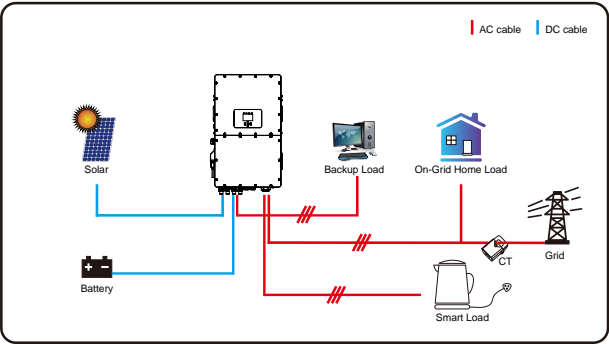 AC cable
DC cable
Solar
Backup Load
On-Grid Home Load
CT
Grid
Battery
Smart Load